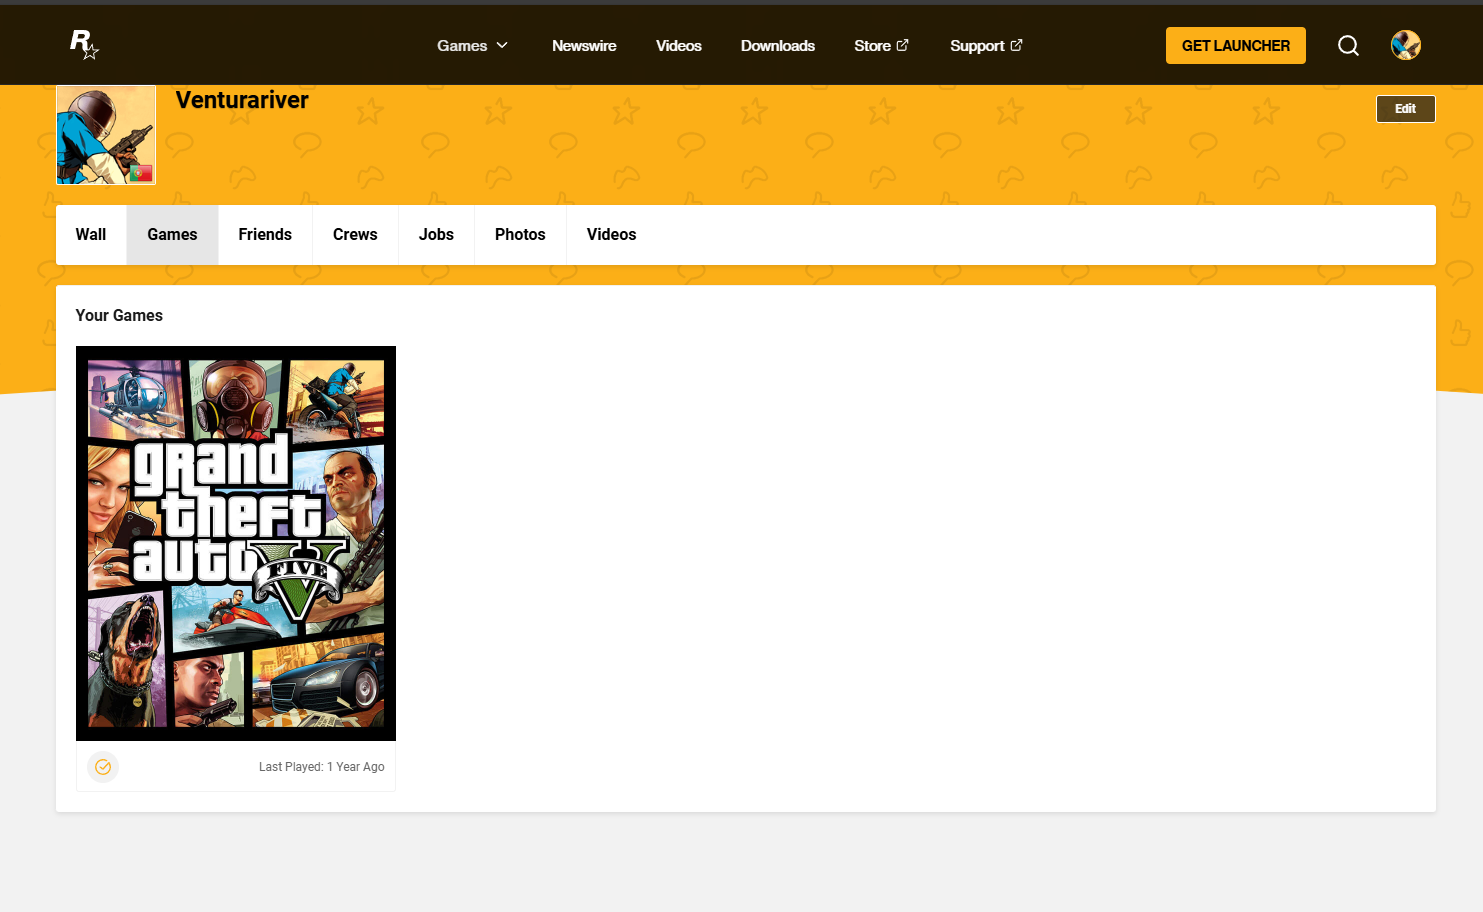 R
Games
Newswire
Videos
Downloads
Store
Support
GET LAUNCHER
Venturariver
Edit
Wall
Games
Friends
Crews
Jobs
Photos
Videos
Your Games
grand
theft
auto
V
FIVE
Last Played: 1 Year Ago